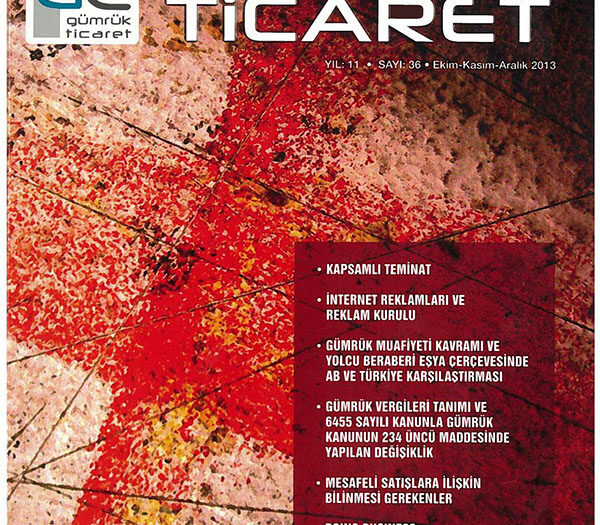 gümrük
ticaret
TİCARET
YIL: 11 • SAYI: 36 • Ekim-Kasım-Aralık 2013
• KAPSAMLI TEMİNAT
• İNTERNET REKLAMLARI VE
REKLAM KURULU
• GÜMRÜK MUAFİYETİ KAVRAMI VE
YOLCU BERABERİ EŞYA ÇERÇEVESİNDE
AB VE TÜRKİYE KARŞILAŞTIRMASI
• GÜMRÜK VERGİLERİ TANIMI VE
6455 SAYILI KANUNLA GÜMRÜK
KANUNUN 234 ÜNCÜ MADDESİNDE
YAPILAN DEĞİŞİKLİK
• MESAFELİ SATIŞLARA İLİŞKİN
BİLİNMESİ GEREKENLER